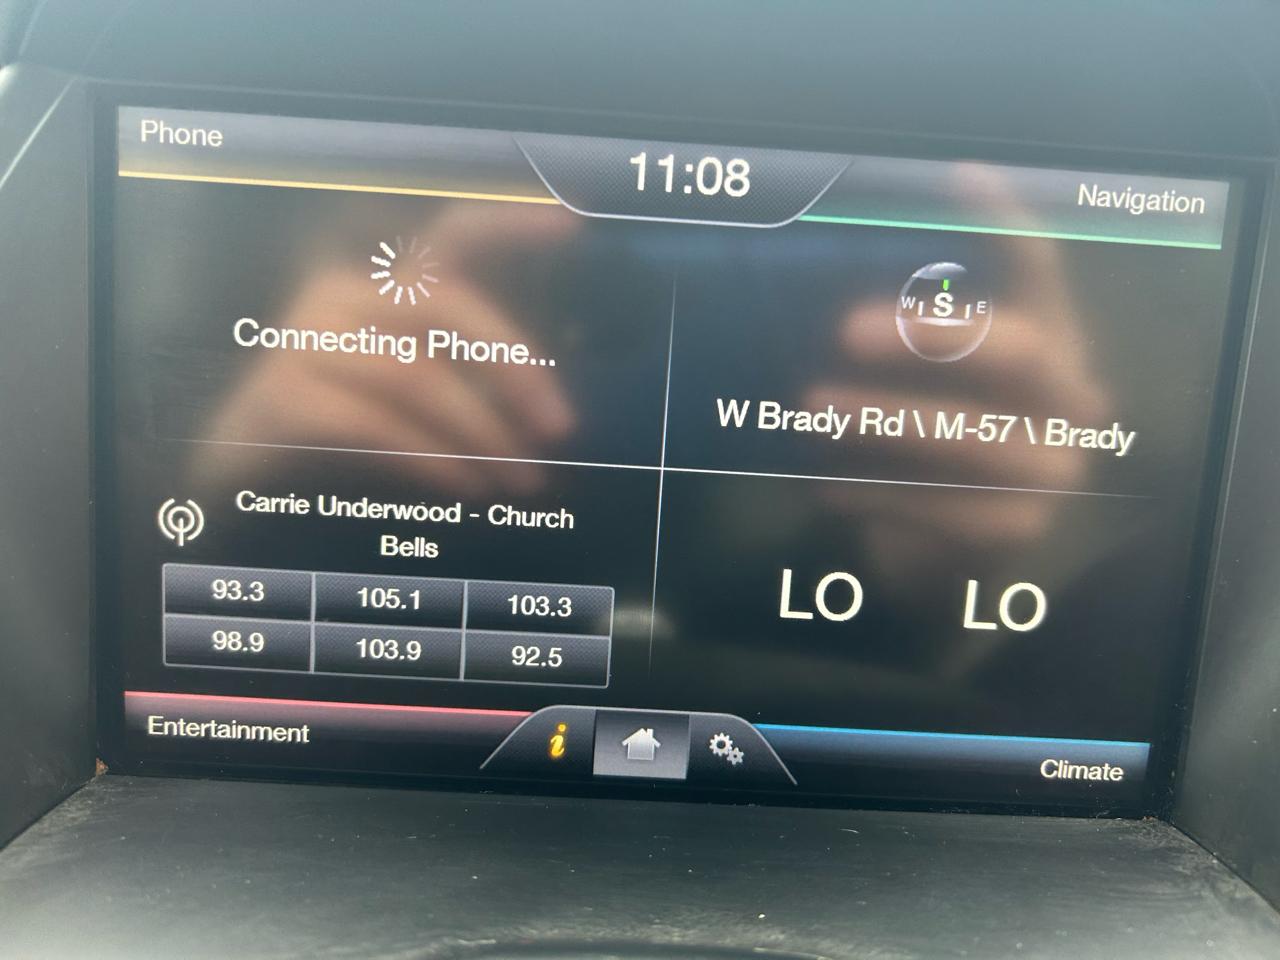 Phone
11:08
Navigation
Connecting Phone...
W S E
W Brady Rd \ M-57 \ Brady
Carrie Underwood - Church
Bells
93.3 105.1 103.3
98.9 103.9 92.5
LO LO
Entertainment
i
Climate